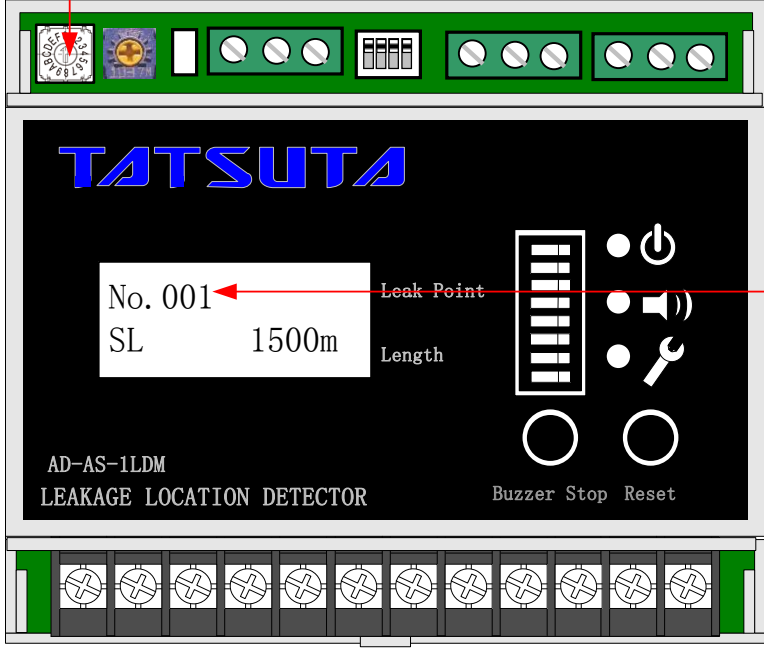 TATSUTA
No.001
Leak Point
SL 1500m
Length
AD-AS-1LDM
LEAKAGE LOCATION DETECTOR
Buzzer Stop Reset